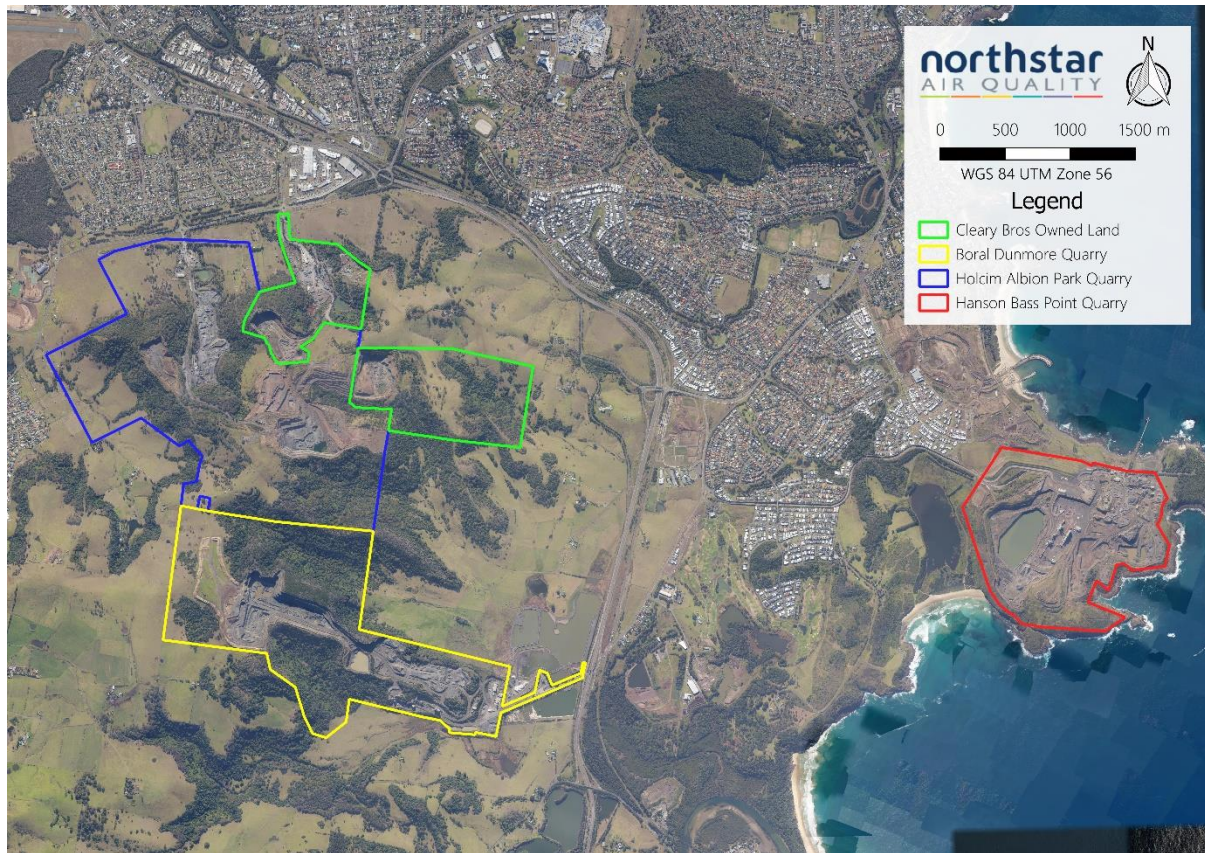 northstar
AIR QUALITY
N
0 500 1000 1500 m
WGS 84 UTM Zone 56
Legend
Cleary Bros Owned Land
Boral Dunmore Quarry
Holcim Albion Park Quarry
Hanson Bass Point Quarry